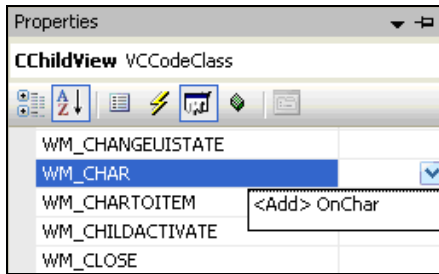 Properties
CChildView VCCodeClass
WM_CHANGEUISTATE
WM_CHAR
WM_CHARTOITEM
<Add> OnChar
WM_CHILDACTIVATE
WM_CLOSE